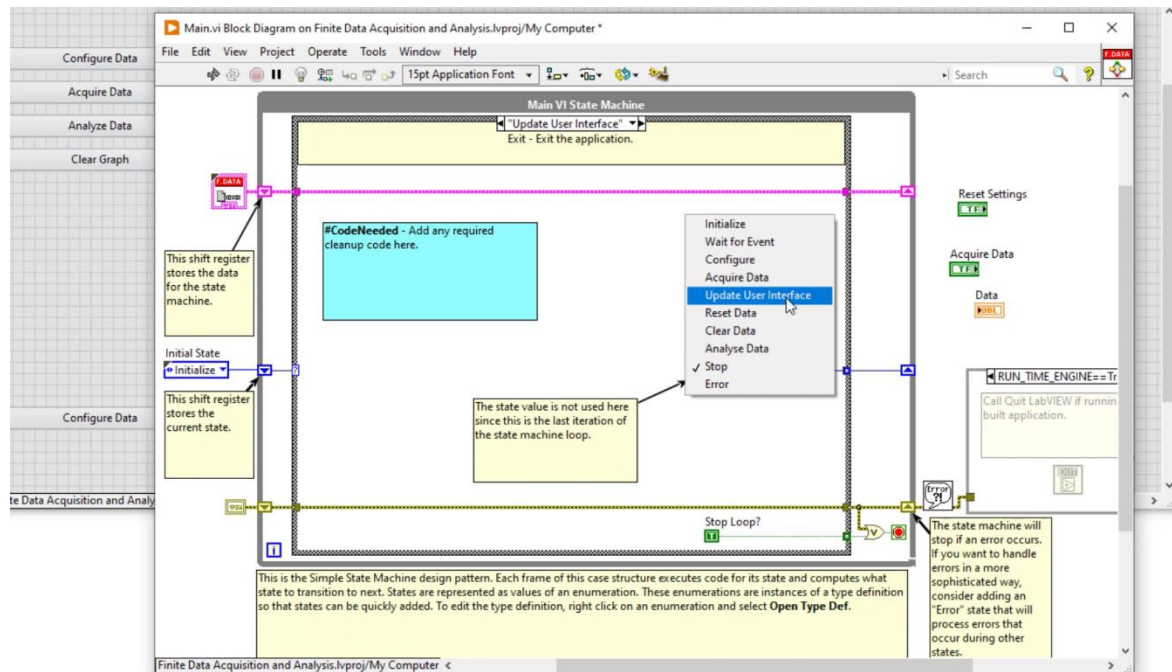 Main.vi Block Diagram on Finite Data Acquisition and Analysis.lvproj/My Computer *
File Edit View Project Operate Tools Window Help
15pt Application Font
Search
F.DATA
Configure Data
Acquire Data
Analyze Data
Clear Graph
Configure Data
te Data Acquisition and Analy
Main VI State Machine
"Update User Interface"
Exit - Exit the application.
F.DATA
This shift register
stores the data
for the state
machine.
#CodeNeeded - Add any required
cleanup code here.
Initial State
Initialize
This shift register
stores the
current state.
Initialize
Wait for Event
Configure
Acquire Data
Update User Interface
Reset Data
Clear Data
Analyse Data
Stop
Error
The state value is not used here
since this is the last iteration of
the state machine loop.
Stop Loop?
T
i
Reset Settings
TF
Acquire Data
TF
Data
DBL
RUN_TIME_ENGINE==Tr
Call Quit LabVIEW if runnin
built application.
Error
?!
The state machine will
stop if an error occurs.
If you want to handle
errors in a more
sophisticated way,
consider adding an
"Error" state that will
process errors that
occur during other
states.
This is the Simple State Machine design pattern. Each frame of this case structure executes code for its state and computes what
state to transition to next. States are represented as values of an enumeration. These enumerations are instances of a type definition
so that states can be quickly added. To edit the type definition, right click on an enumeration and select Open Type Def.
Finite Data Acquisition and Analysis.lvproj/My Computer